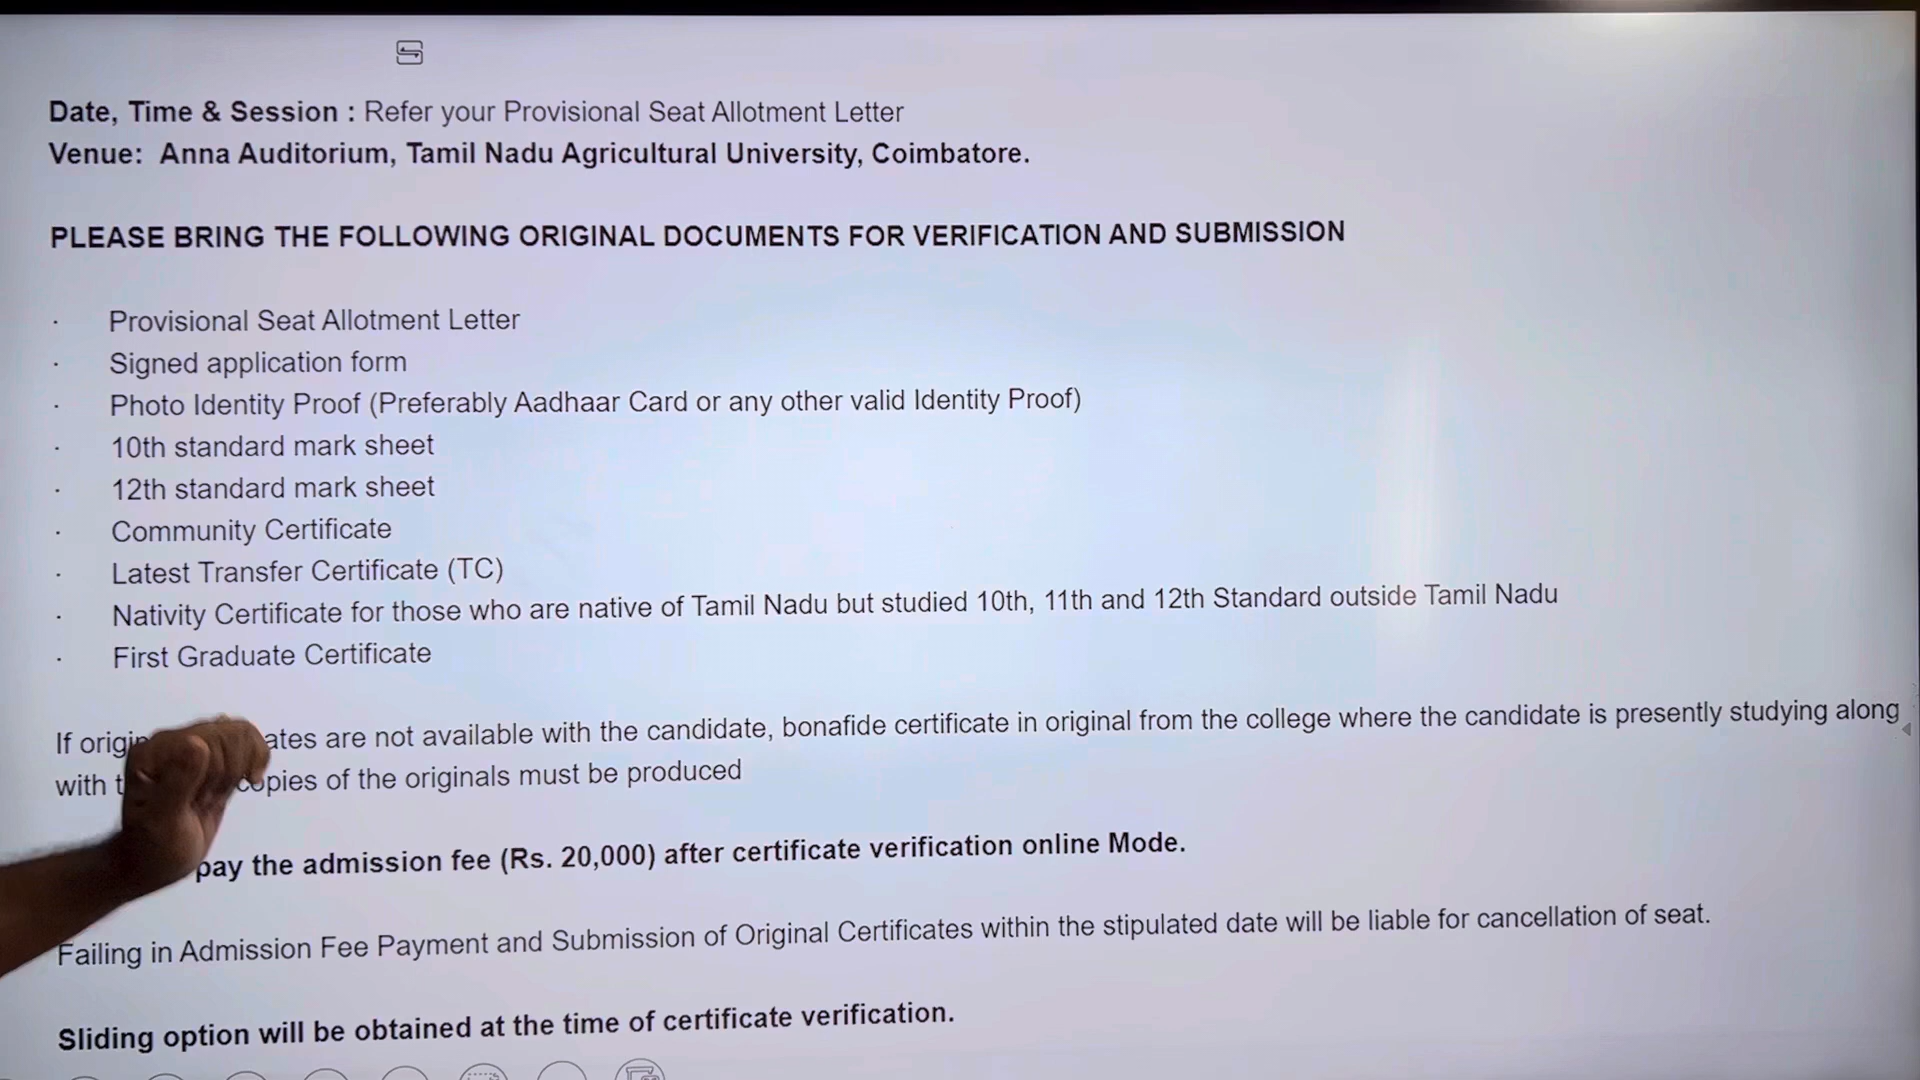 Date, Time & Session : Refer your Provisional Seat Allotment Letter
Venue: Anna Auditorium, Tamil Nadu Agricultural University, Coimbatore.
PLEASE BRING THE FOLLOWING ORIGINAL DOCUMENTS FOR VERIFICATION AND SUBMISSION
· Provisional Seat Allotment Letter
· Signed application form
· Photo Identity Proof (Preferably Aadhaar Card or any other valid Identity Proof)
· 10th standard mark sheet
· 12th standard mark sheet
· Community Certificate
· Latest Transfer Certificate (TC)
· Nativity Certificate for those who are native of Tamil Nadu but studied 10th, 11th and 12th Standard outside Tamil Nadu
· First Graduate Certificate
If are not available with the candidate, bonafide certificate in original from the college where the candidate is presently studying along
with copies of the originals must be produced
pay the admission fee (Rs. 20,000) after certificate verification online Mode.
Failing in Admission Fee Payment and Submission of Original Certificates within the stipulated date will be liable for cancellation of seat.
Sliding option will be obtained at the time of certificate verification.